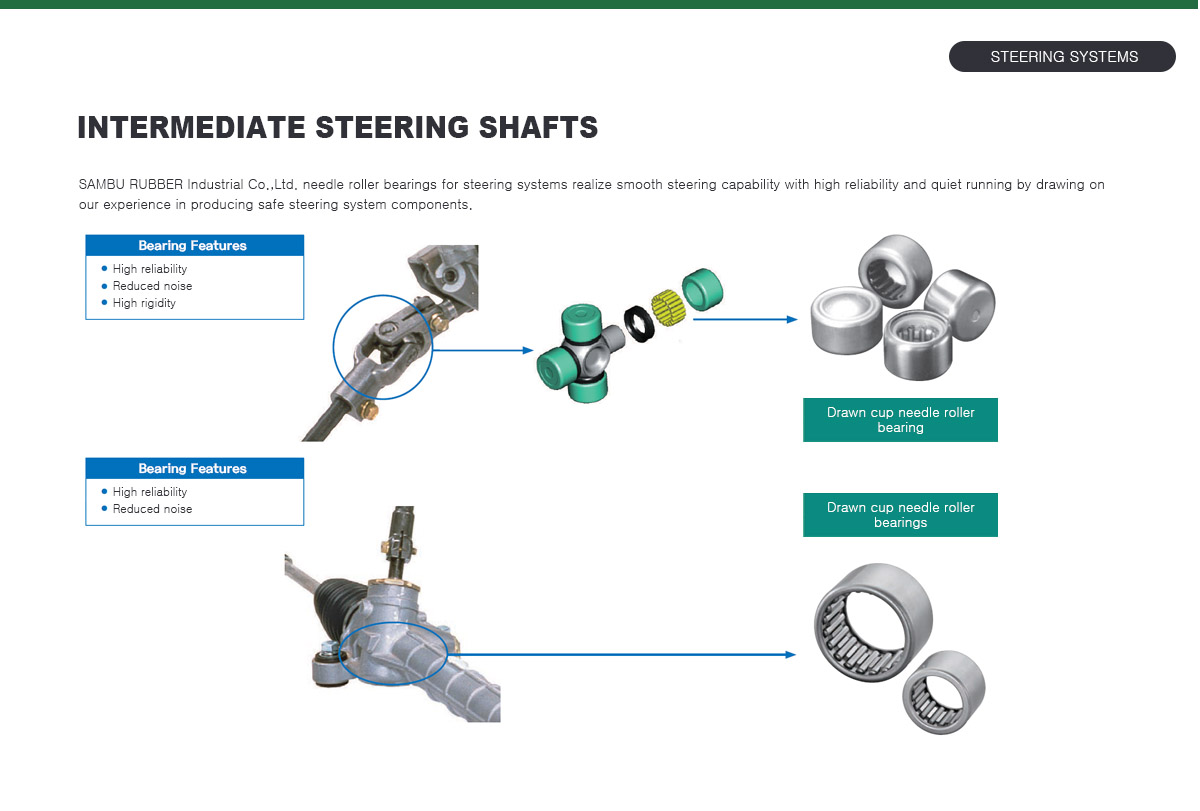 STEERING SYSTEMS
INTERMEDIATE STEERING SHAFTS
SAMBU RUBBER Industrial Co.,Ltd. needle roller bearings for steering systems realize smooth steering capability with high reliability and quiet running by drawing on
our experience in producing safe steering system components.
Bearing Features
High reliability
Reduced noise
High rigidity
Drawn cup needle roller
bearing
Bearing Features
High reliability
Reduced noise
Drawn cup needle roller
bearings